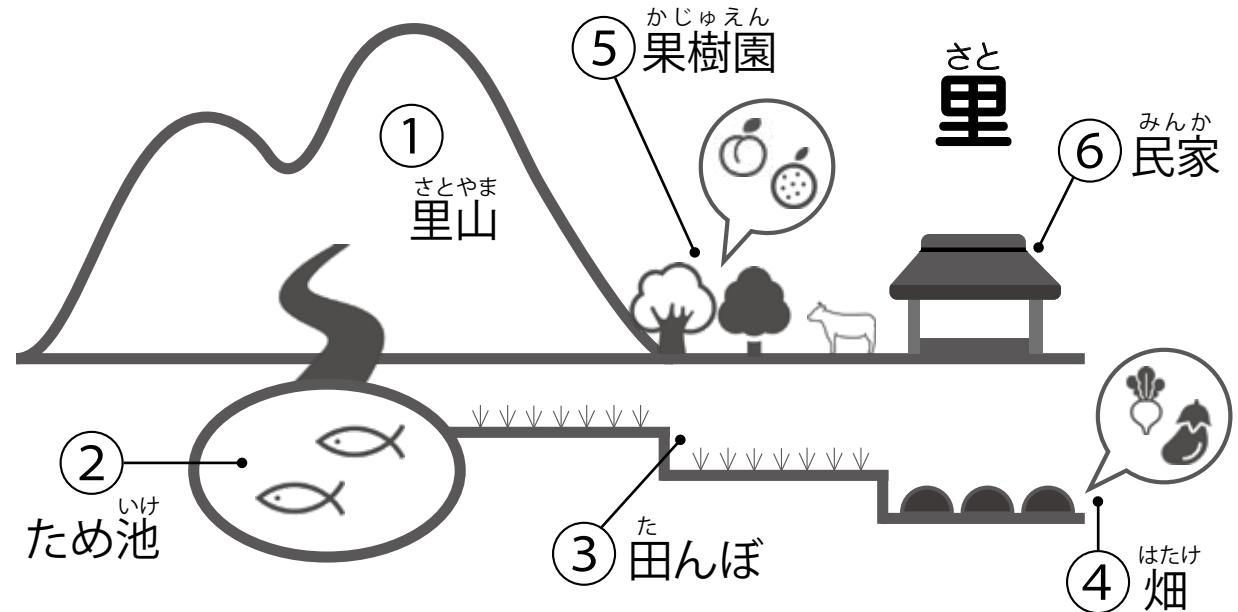 かじゅえん
⑤ 果樹園
さと
里
みんか
⑥ 民家
①
さとやま
里山
②
いけ
ため池
た
③ 田んぼ
はたけ
④ 畑